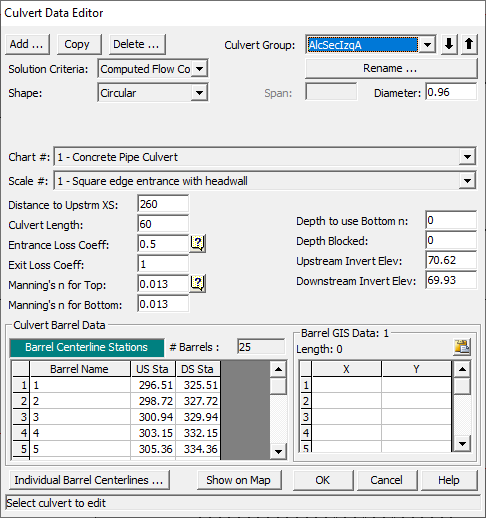 Culvert Data Editor
Add ... Copy Delete ... Culvert Group: AlcSecIzqA
Solution Criteria: Computed Flow Co Rename ...
Shape: Circular Span: Diameter: 0.96
Chart #: 1 - Concrete Pipe Culvert
Scale #: 1 - Square edge entrance with headwall
Distance to Upstrm XS: 260
Culvert Length: 60
Entrance Loss Coeff: 0.5 ?
Exit Loss Coeff: 1
Manning's n for Top: 0.013 ?
Manning's n for Bottom: 0.013
Depth to use Bottom n: 0
Depth Blocked: 0
Upstream Invert Elev: 70.62
Downstream Invert Elev: 69.93
Culvert Barrel Data
Barrel Centerline Stations # Barrels : 25
Barrel Name US Sta DS Sta
1 1 296.51 325.51
2 2 298.72 327.72
3 3 300.94 329.94
4 4 303.15 332.15
5 5 305.36 334.36
Barrel GIS Data: 1
Length: 0
X Y
1
2
3
4
5
Individual Barrel Centerlines ... Show on Map OK Cancel Help
Select culvert to edit